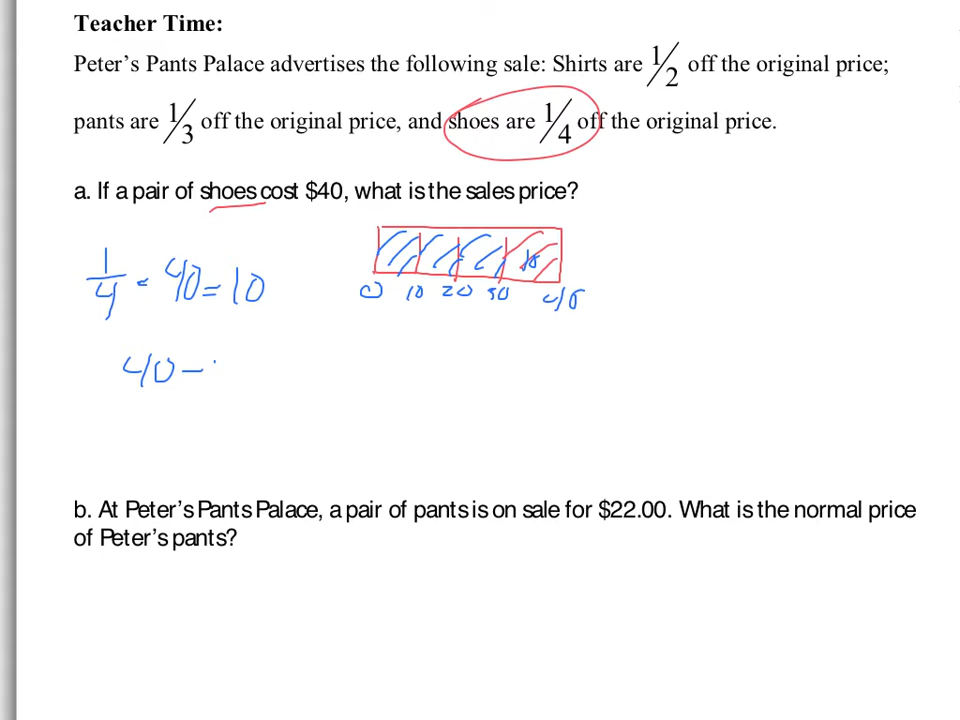 Teacher Time:
Peter's Pants Palace advertises the following sale: Shirts are 1/2 off the original price;
pants are 1/3 off the original price, and shoes are 1/4 off the original price.
a. If a pair of shoes cost $40, what is the sales price?
10
0 10 20 30 40
1/4 · 40 = 10
40 -
b. At Peter's Pants Palace, a pair of pants is on sale for $22.00. What is the normal price
of Peter's pants?